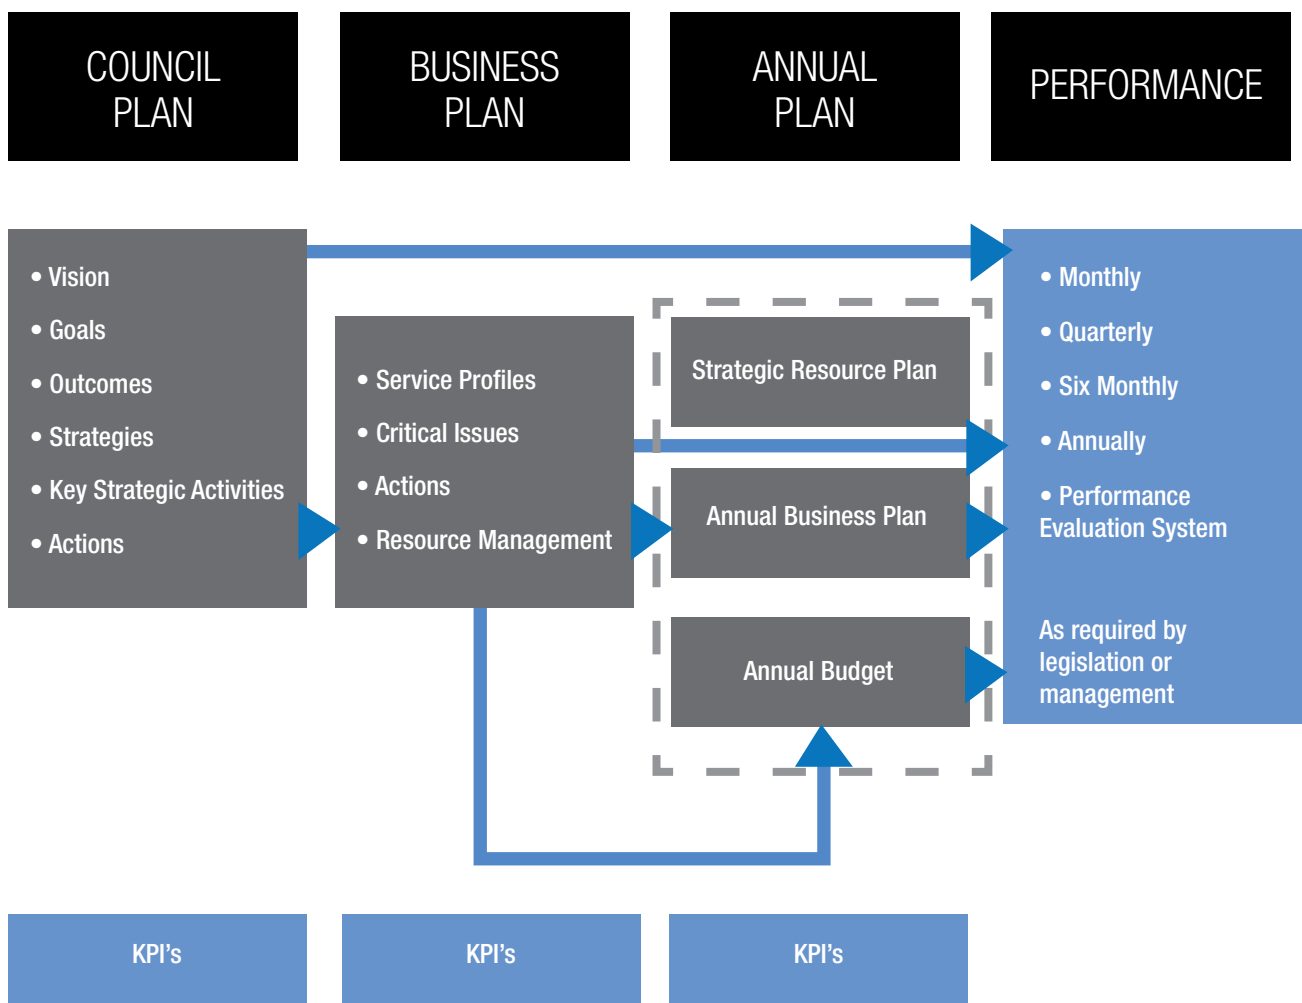 COUNCIL
PLAN
BUSINESS
PLAN
ANNUAL
PLAN
PERFORMANCE
• Vision
• Goals
• Outcomes
• Strategies
• Key Strategic Activities
• Actions
• Service Profiles
• Critical Issues
• Actions
• Resource Management
Strategic Resource Plan
Annual Business Plan
Annual Budget
• Monthly
• Quarterly
• Six Monthly
• Annually
• Performance
Evaluation System
As required by
legislation or
management
KPI's
KPI's
KPI's